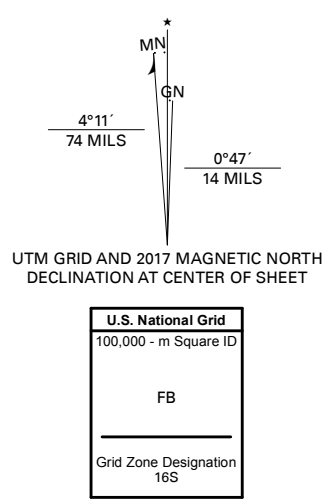 MN
GN
4°11´
74 MILS
0°47´
14 MILS
UTM GRID AND 2017 MAGNETIC NORTH
DECLINATION AT CENTER OF SHEET
U.S. National Grid
100,000 - m Square ID
FB
Grid Zone Designation
16S